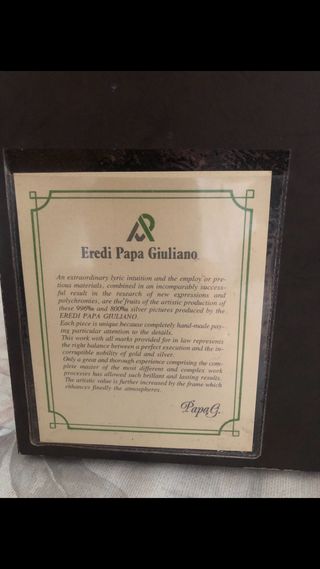 Eredi Papa Giuliano
An extraordinary lyric intuition and the employ or pre-
tious materials, combined in an incomparably success-
ful result in the research of new expressions and
polychromies, are the fruits of the artistic production of
these 996‰ and 800‰ silver pictures produced by the
EREDI PAPA GIULIANO.
Each piece is unique because completely hand-made pay-
ing particular attention to the details.
This work with all marks provided for in law represents
the right balance between a perfect execution and the in-
corruptible nobility of gold and silver.
Only a great and thorough experience comprising the com-
plete master of the most different and complex work
processes has allowed such brillant and lasting results.
The artistic value is further increased by the frame which
enhances finedly the atmospheres.
Papa G.